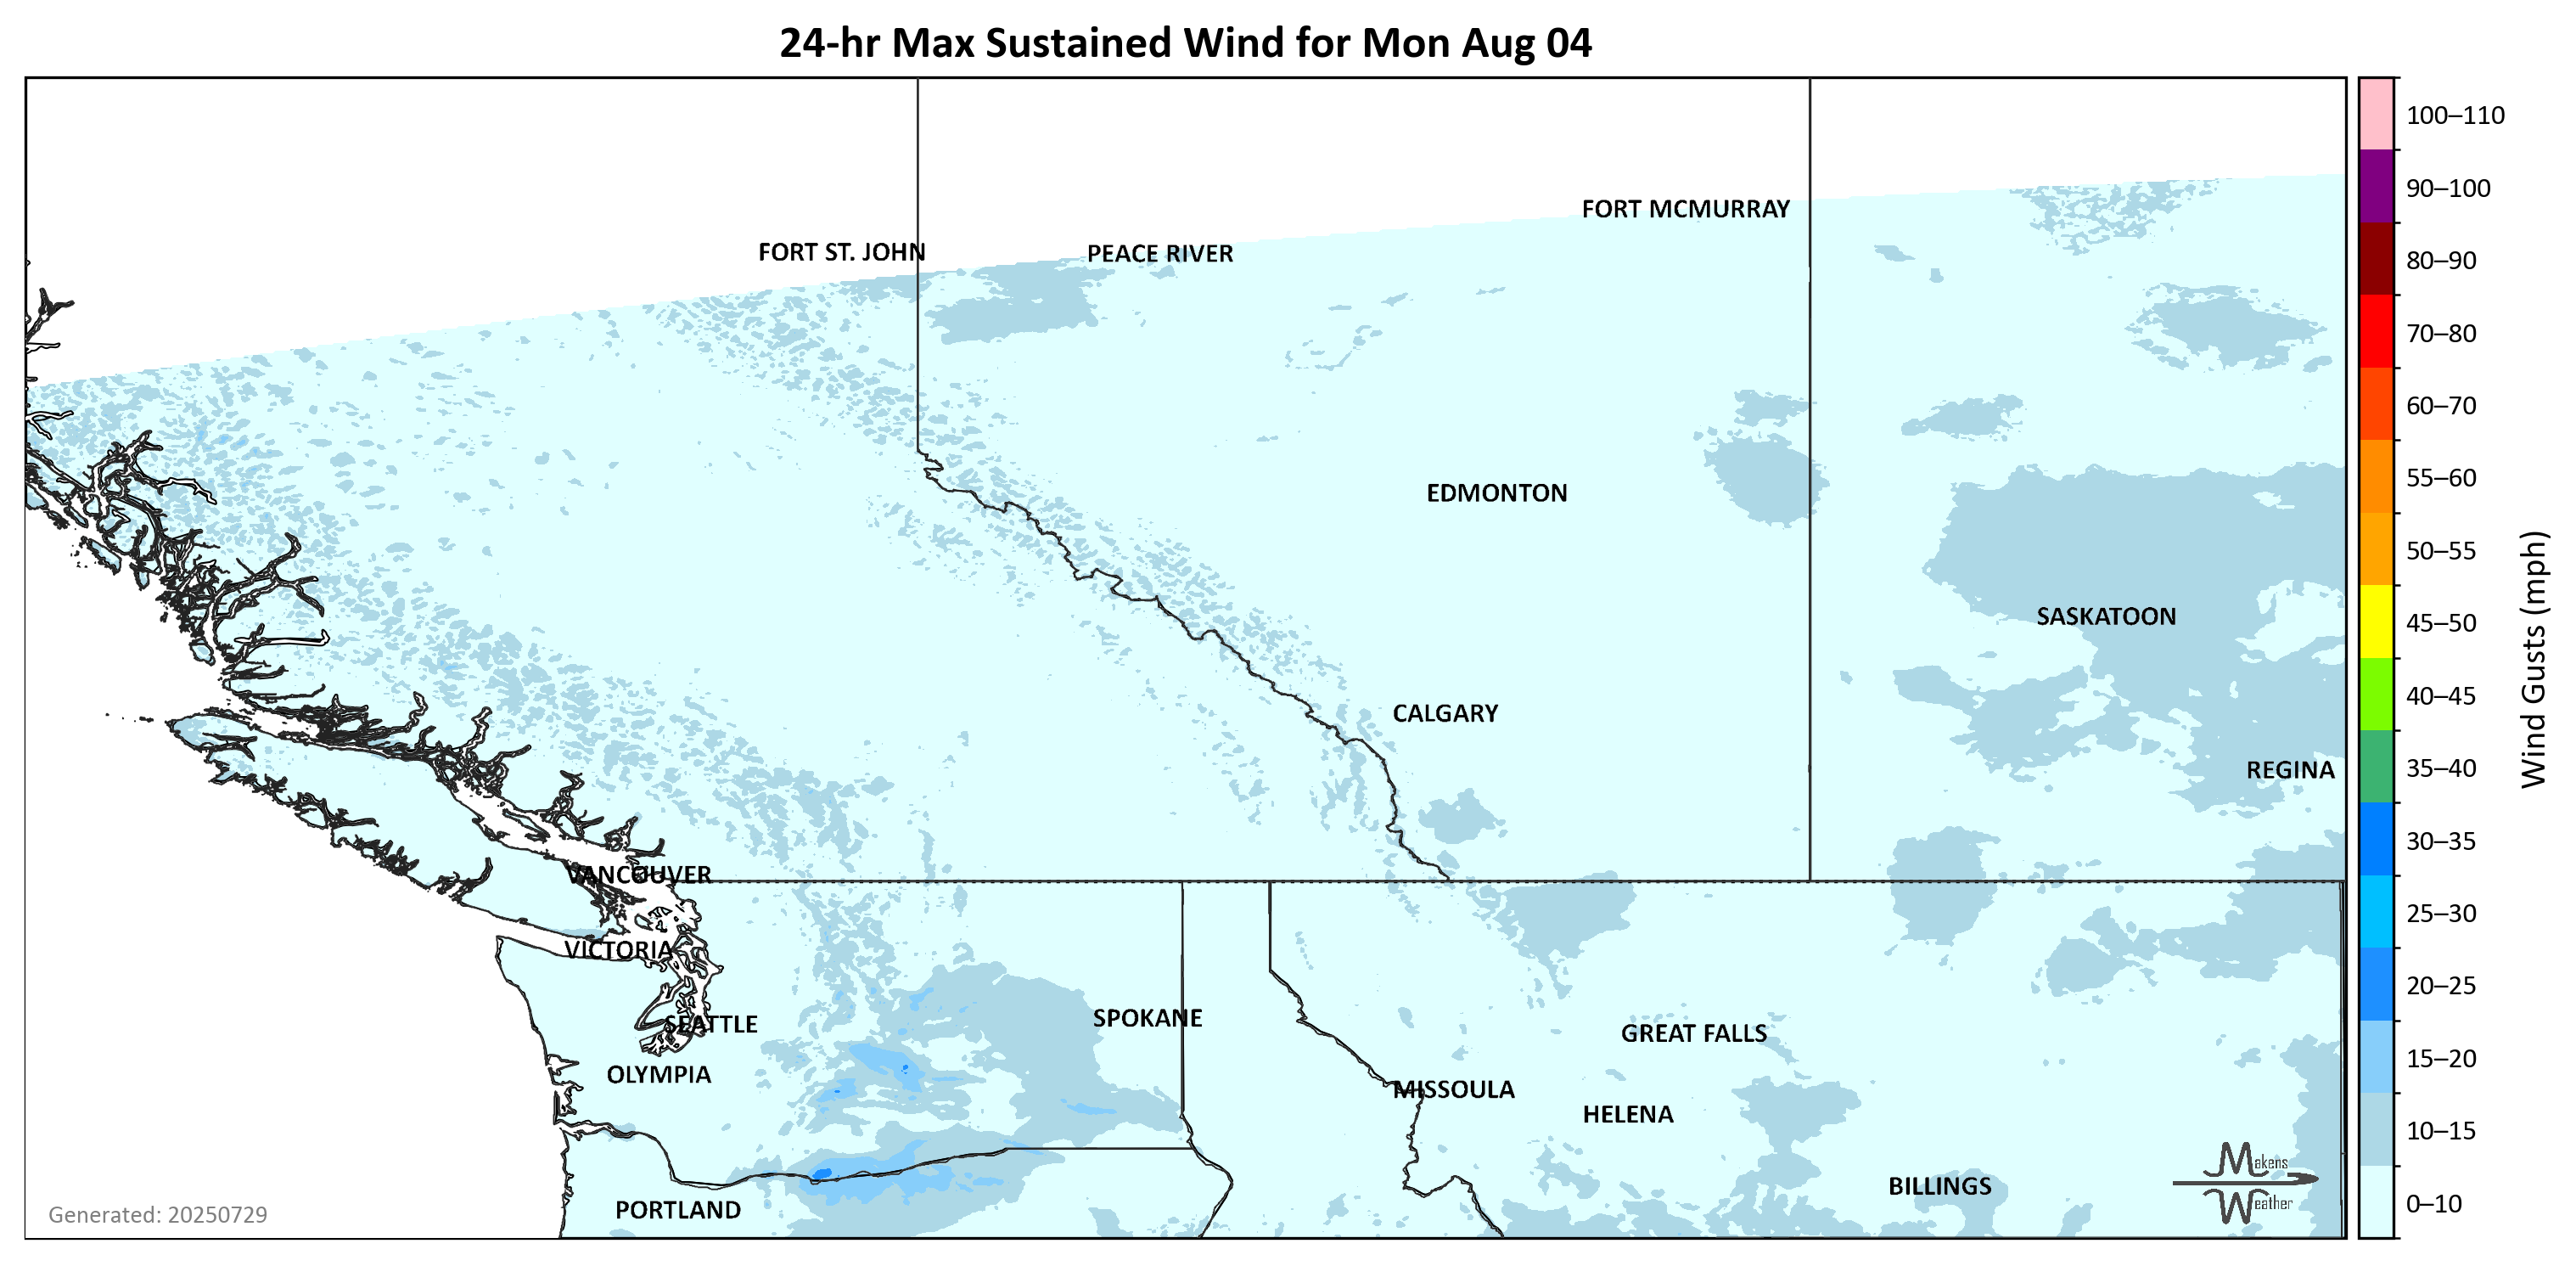 24-hr Max Sustained Wind for Mon Aug 04
FORT MCMURRAY
FORT ST. JOHN
PEACE RIVER
EDMONTON
SASKATOON
CALGARY
REGINA
VANCOUVER
VICTORIA
SPOKANE
SEATTLE
GREAT FALLS
OLYMPIA
MISSOULA
HELENA
BILLINGS
PORTLAND
Makens
Weather
Generated: 20250729
100–110
90–100
80–90
70–80
60–70
55–60
50–55
45–50
40–45
35–40
30–35
25–30
20–25
15–20
10–15
0–10
Wind Gusts (mph)